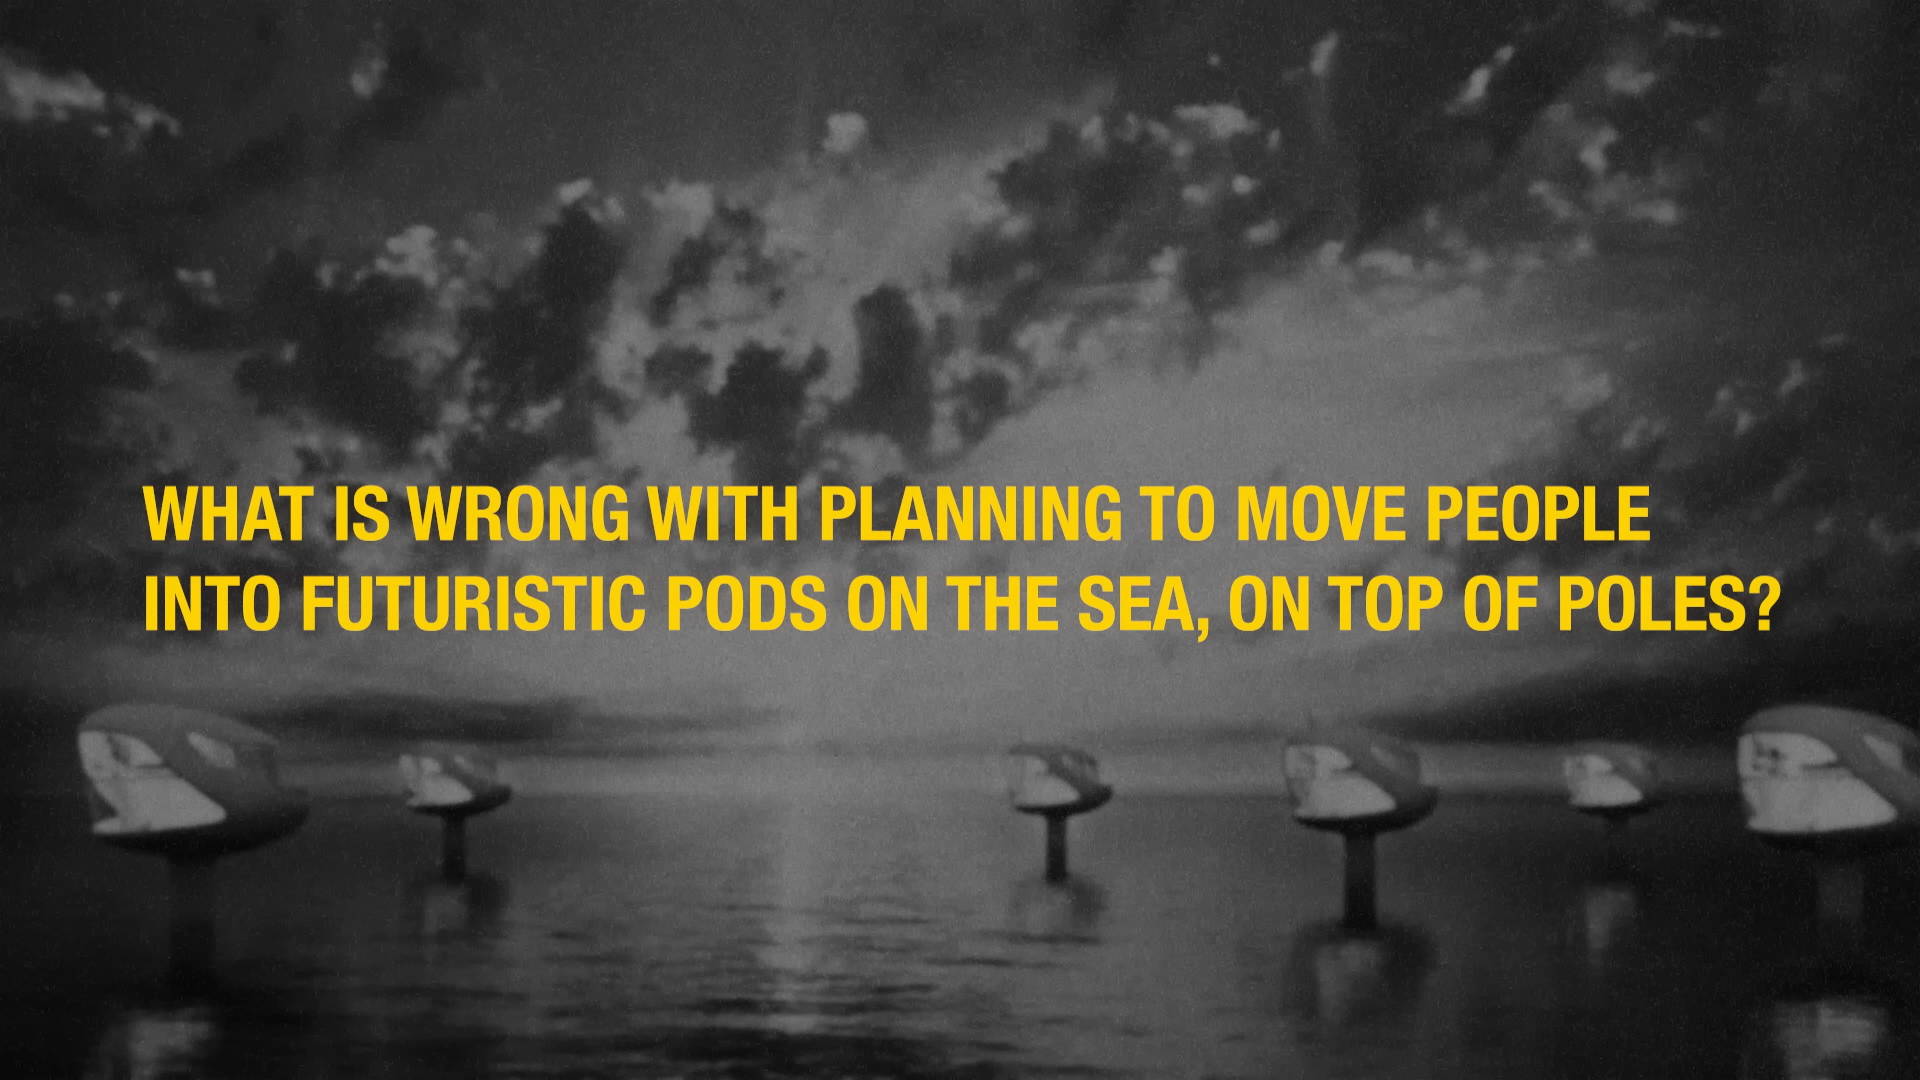 WHAT IS WRONG WITH PLANNING TO MOVE PEOPLE
INTO FUTURISTIC PODS ON THE SEA, ON TOP OF POLES?